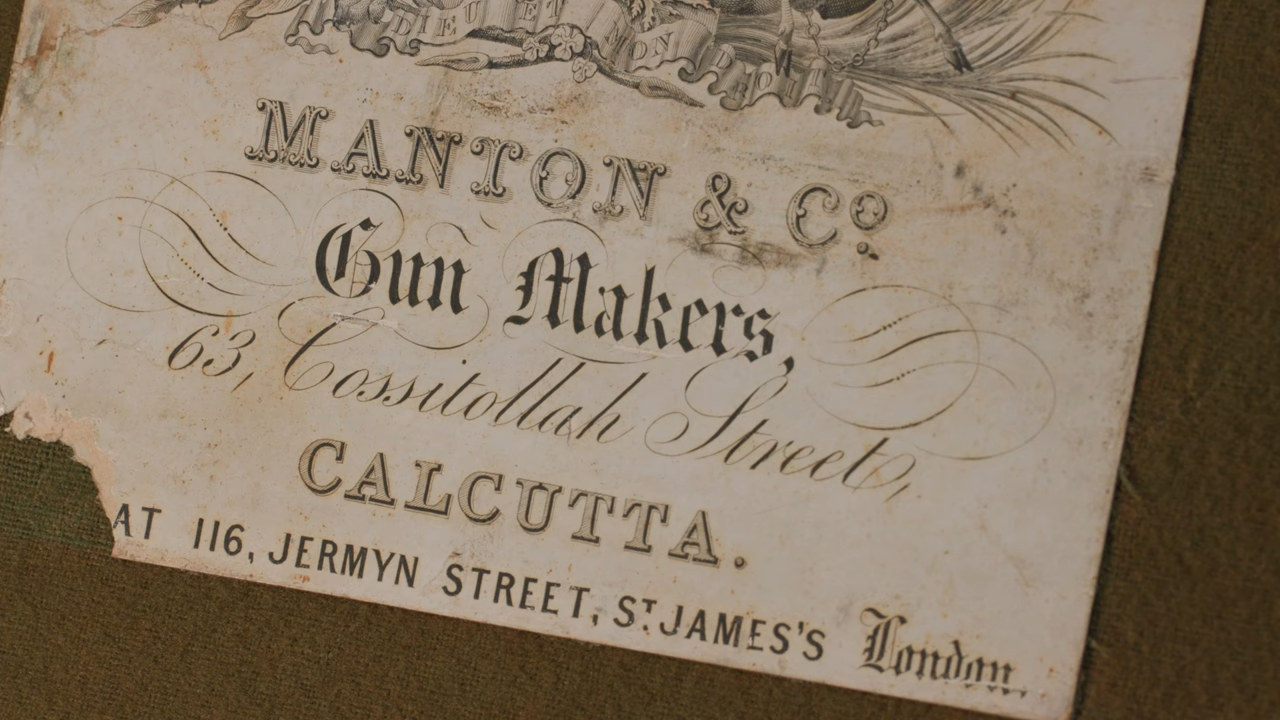 DIEU ET MON DROIT
MANTON & Cº
Gun Makers,
63, Cossitollah Street,
CALCUTTA.
AT 116, JERMYN STREET, Sᵀ JAMES'S London.